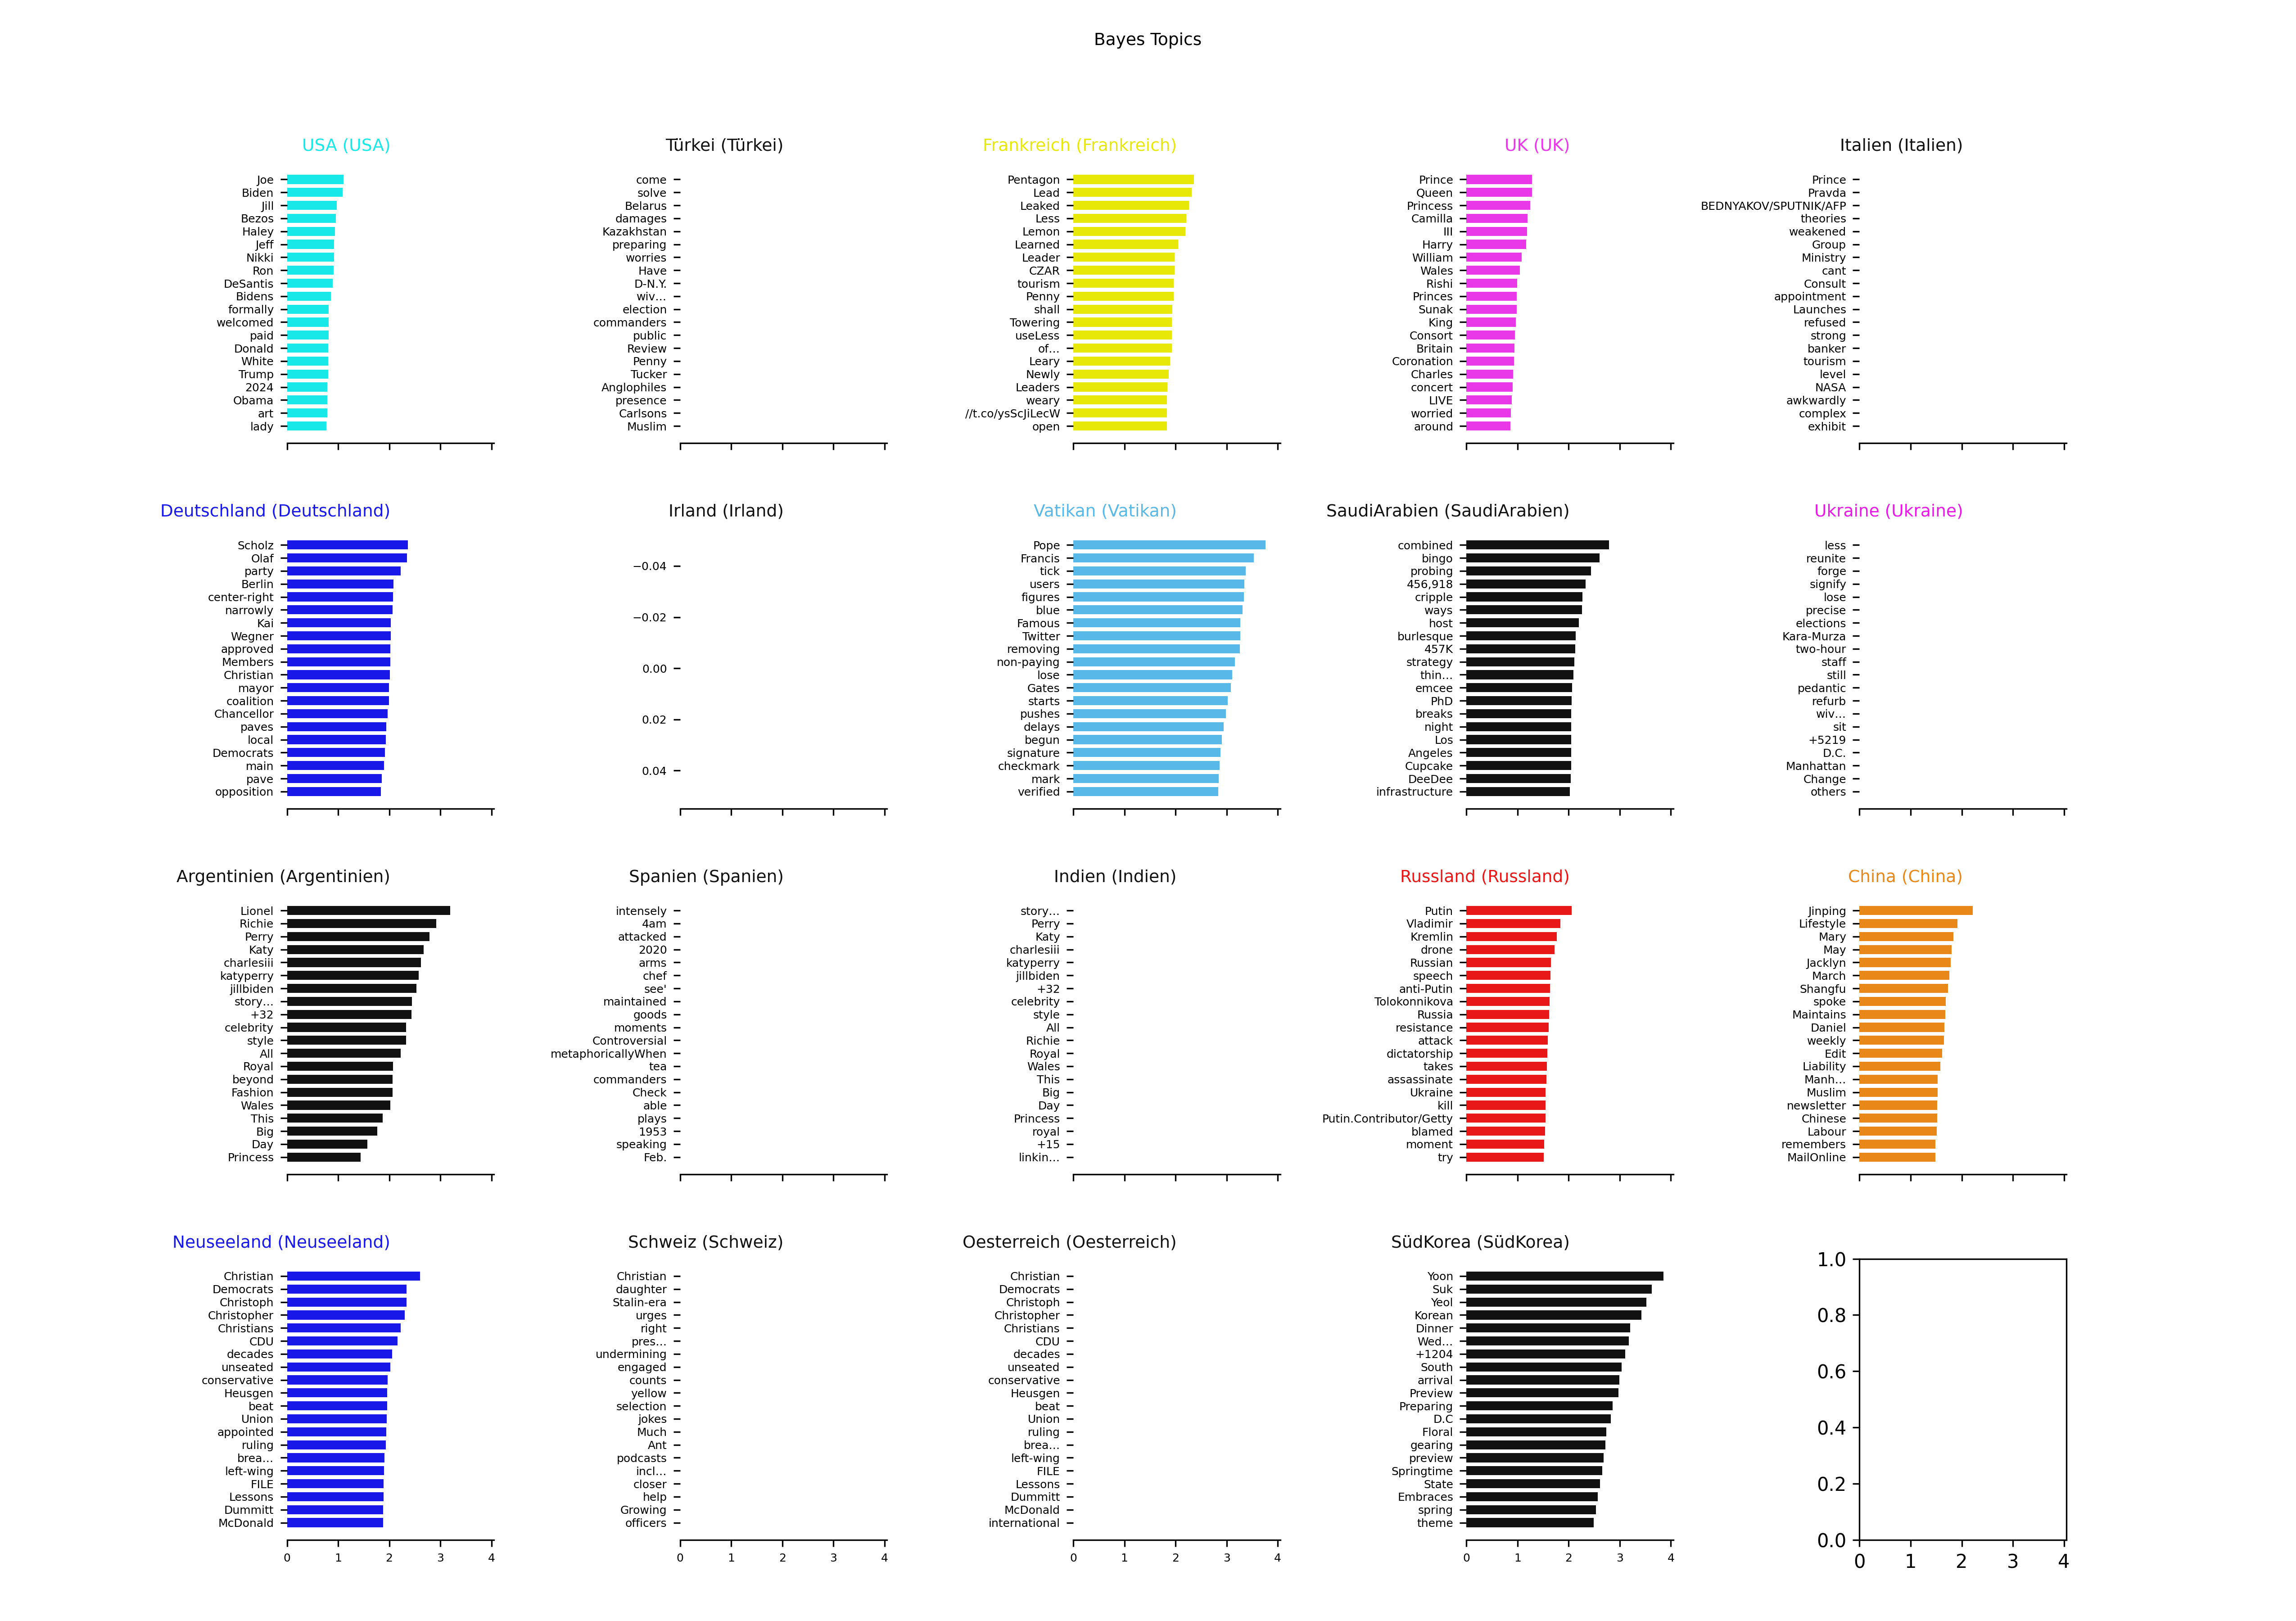 Bayes Topics
USA (USA)
Joe
Biden
Jill
Bezos
Haley
Jeff
Nikki
Ron
DeSantis
Bidens
formally
welcomed
paid
Donald
White
Trump
2024
Obama
art
lady
Türkei (Türkei)
come
solve
Belarus
damages
Kazakhstan
preparing
worries
Have
D-N.Y.
wiv…
election
commanders
public
Review
Penny
Tucker
Anglophiles
presence
Carlsons
Muslim
Frankreich (Frankreich)
Pentagon
Lead
Leaked
Less
Lemon
Learned
Leader
CZAR
tourism
Penny
shall
Towering
useLess
of…
Leary
Newly
Leaders
weary
//t.co/ysScJiLecW
open
UK (UK)
Prince
Queen
Princess
Camilla
III
Harry
William
Wales
Rishi
Princes
Sunak
King
Consort
Britain
Coronation
Charles
concert
LIVE
worried
around
Italien (Italien)
Prince
Pravda
BEDNYAKOV/SPUTNIK/AFP
theories
weakened
Group
Ministry
cant
Consult
appointment
Launches
refused
strong
banker
tourism
level
NASA
awkwardly
complex
exhibit
Deutschland (Deutschland)
Scholz
Olaf
party
Berlin
center-right
narrowly
Kai
Wegner
approved
Members
Christian
mayor
coalition
Chancellor
paves
local
Democrats
main
pave
opposition
Irland (Irland)
−0.04
−0.02
0.00
0.02
0.04
Vatikan (Vatikan)
Pope
Francis
tick
users
figures
blue
Famous
Twitter
removing
non-paying
lose
Gates
starts
pushes
delays
begun
signature
checkmark
mark
verified
SaudiArabien (SaudiArabien)
combined
bingo
probing
456,918
cripple
ways
host
burlesque
457K
strategy
thin…
emcee
PhD
breaks
night
Los
Angeles
Cupcake
DeeDee
infrastructure
Ukraine (Ukraine)
less
reunite
forge
signify
lose
precise
elections
Kara-Murza
two-hour
staff
still
pedantic
refurb
wiv…
sit
+5219
D.C.
Manhattan
Change
others
Argentinien (Argentinien)
Lionel
Richie
Perry
Katy
charlesiii
katyperry
jillbiden
story…
+32
celebrity
style
All
Royal
beyond
Fashion
Wales
This
Big
Day
Princess
Spanien (Spanien)
intensely
4am
attacked
2020
arms
chef
see'
maintained
goods
moments
Controversial
metaphoricallyWhen
tea
commanders
Check
able
plays
1953
speaking
Feb.
Indien (Indien)
story…
Perry
Katy
charlesiii
katyperry
jillbiden
+32
celebrity
style
All
Richie
Royal
Wales
This
Big
Day
Princess
royal
+15
linkin…
Russland (Russland)
Putin
Vladimir
Kremlin
drone
Russian
speech
anti-Putin
Tolokonnikova
Russia
resistance
attack
dictatorship
takes
assassinate
Ukraine
kill
Putin.Contributor/Getty
blamed
moment
try
China (China)
Jinping
Lifestyle
Mary
May
Jacklyn
March
Shangfu
spoke
Maintains
Daniel
weekly
Edit
Liability
Manh…
Muslim
newsletter
Chinese
Labour
remembers
MailOnline
Neuseeland (Neuseeland)
Christian
Democrats
Christoph
Christopher
Christians
CDU
decades
unseated
conservative
Heusgen
beat
Union
appointed
ruling
brea…
left-wing
FILE
Lessons
Dummitt
McDonald
0 1 2 3 4
Schweiz (Schweiz)
Christian
daughter
Stalin-era
urges
right
pres…
undermining
engaged
counts
yellow
selection
jokes
Much
Ant
podcasts
incl…
closer
help
Growing
officers
0 1 2 3 4
Oesterreich (Oesterreich)
Christian
Democrats
Christoph
Christopher
Christians
CDU
decades
unseated
conservative
Heusgen
beat
Union
ruling
brea…
left-wing
FILE
Lessons
Dummitt
McDonald
international
0 1 2 3 4
SüdKorea (SüdKorea)
Yoon
Suk
Yeol
Korean
Dinner
Wed…
+1204
South
arrival
Preview
Preparing
D.C
Floral
gearing
preview
Springtime
State
Embraces
spring
theme
0 1 2 3 4
1.0
0.8
0.6
0.4
0.2
0.0
0 1 2 3 4